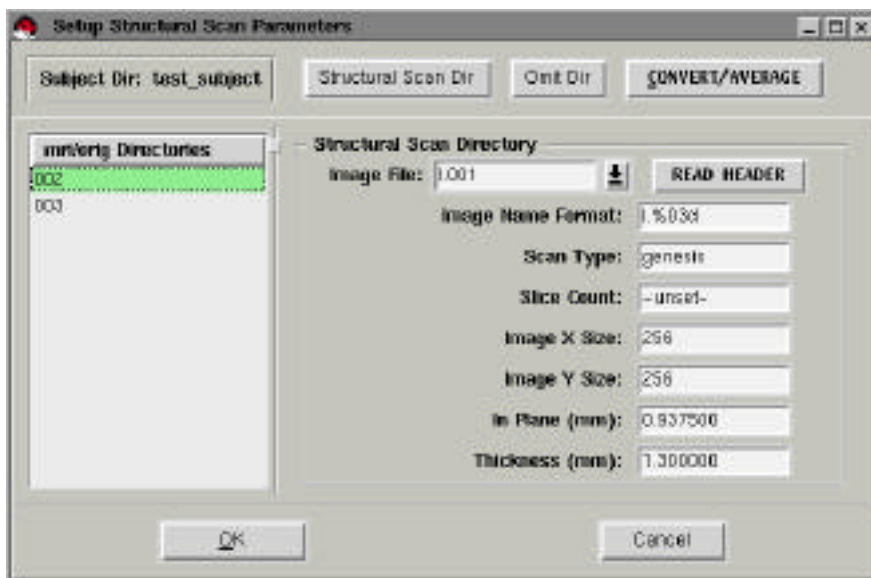 Setup Structural Scan Parameters
Subject Dir: test_subject
Structural Scan Dir
Omit Dir
CONVERT/AVERAGE
mri/orig Directories
002
003
Structural Scan Directory
Image File: I.001
READ HEADER
Image Name Format: I.%03d
Scan Type: genesis
Slice Count: -unset-
Image X Size: 256
Image Y Size: 256
In Plane (mm): 0.937500
Thickness (mm): 1.300000
OK
Cancel